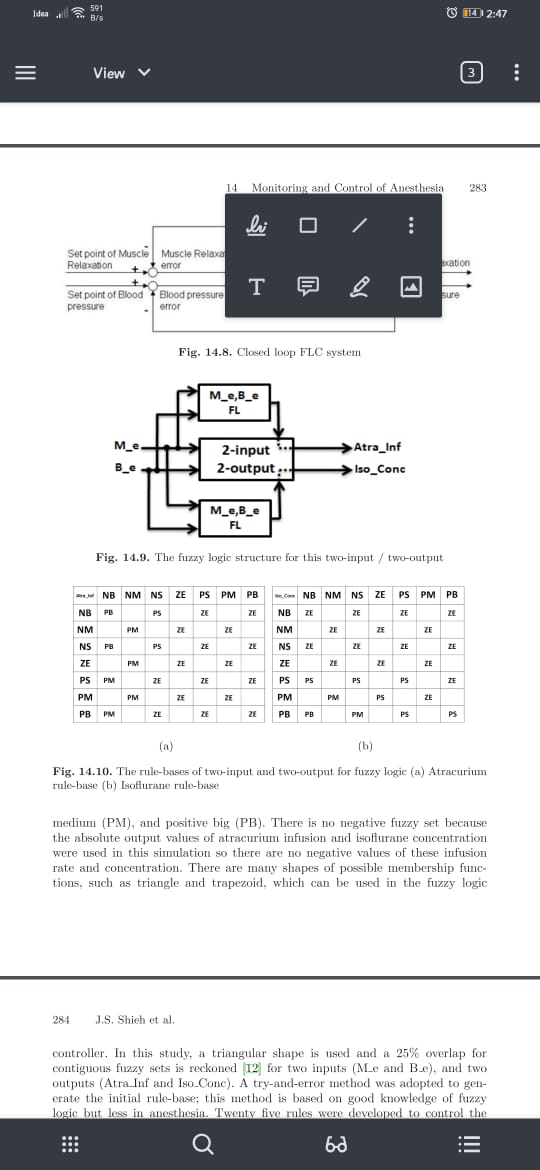 Idea 591 B/s 14 2:47
View 3
14 Monitoring and Control of Anesthesia 283
Set point of Muscle Relaxation
Muscle Relaxa
error
Set point of Blood pressure
Blood pressure
error
T
Fig. 14.8. Closed loop FLC system
M_e,B_e
FL
M_e
B_e
2-input
2-output
Atra_Inf
Iso_Conc
M_e,B_e
FL
Fig. 14.9. The fuzzy logic structure for this two-input / two-output
Atra_Inf NB NM NS ZE PS PM PB
NB PB PS ZE ZE
NM PM ZE ZE
NS PB PS ZE ZE
ZE PM ZE ZE
PS PM ZE ZE ZE
PM PM ZE ZE
PB PM ZE ZE ZE
(a)
Iso_Conc NB NM NS ZE PS PM PB
NB ZE ZE ZE ZE
NM ZE ZE ZE
NS ZE ZE ZE ZE
ZE ZE ZE ZE
PS PS PS PS ZE
PM PM PS ZE
PB PB PM PS PS
(b)
Fig. 14.10. The rule-bases of two-input and two-output for fuzzy logic (a) Atracurium
rule-base (b) Isoflurane rule-base
medium (PM), and positive big (PB). There is no negative fuzzy set because
the absolute output values of atracurium infusion and isoflurane concentration
were used in this simulation so there are no negative values of these infusion
rate and concentration. There are many shapes of possible membership func-
tions, such as triangle and trapezoid, which can be used in the fuzzy logic
284 J.S. Shieh et al.
controller. In this study, a triangular shape is used and a 25% overlap for
contiguous fuzzy sets is reckoned [12] for two inputs (M_e and B_e), and two
outputs (Atra_Inf and Iso_Conc). A try-and-error method was adopted to gen-
erate the initial rule-base; this method is based on good knowledge of fuzzy
logic but less in anesthesia. Twenty five rules were developed to control the